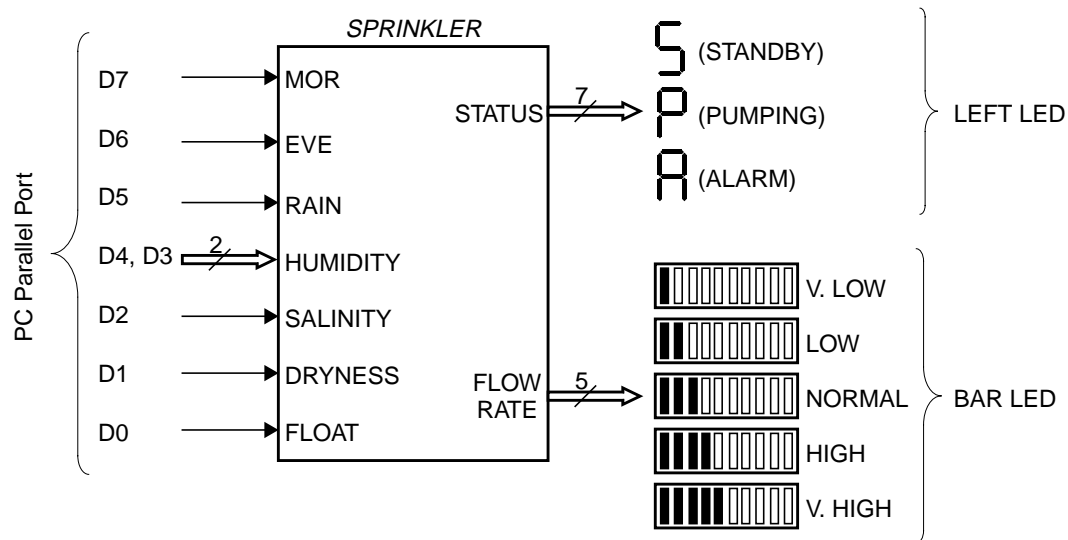 SPRINKLER
PC Parallel Port
D7
MOR
D6
EVE
D5
RAIN
D4, D3
2
HUMIDITY
D2
SALINITY
D1
DRYNESS
D0
FLOAT
STATUS
7
(STANDBY)
(PUMPING)
(ALARM)
LEFT LED
FLOW
RATE
5
V. LOW
LOW
NORMAL
HIGH
V. HIGH
BAR LED
S
P
A